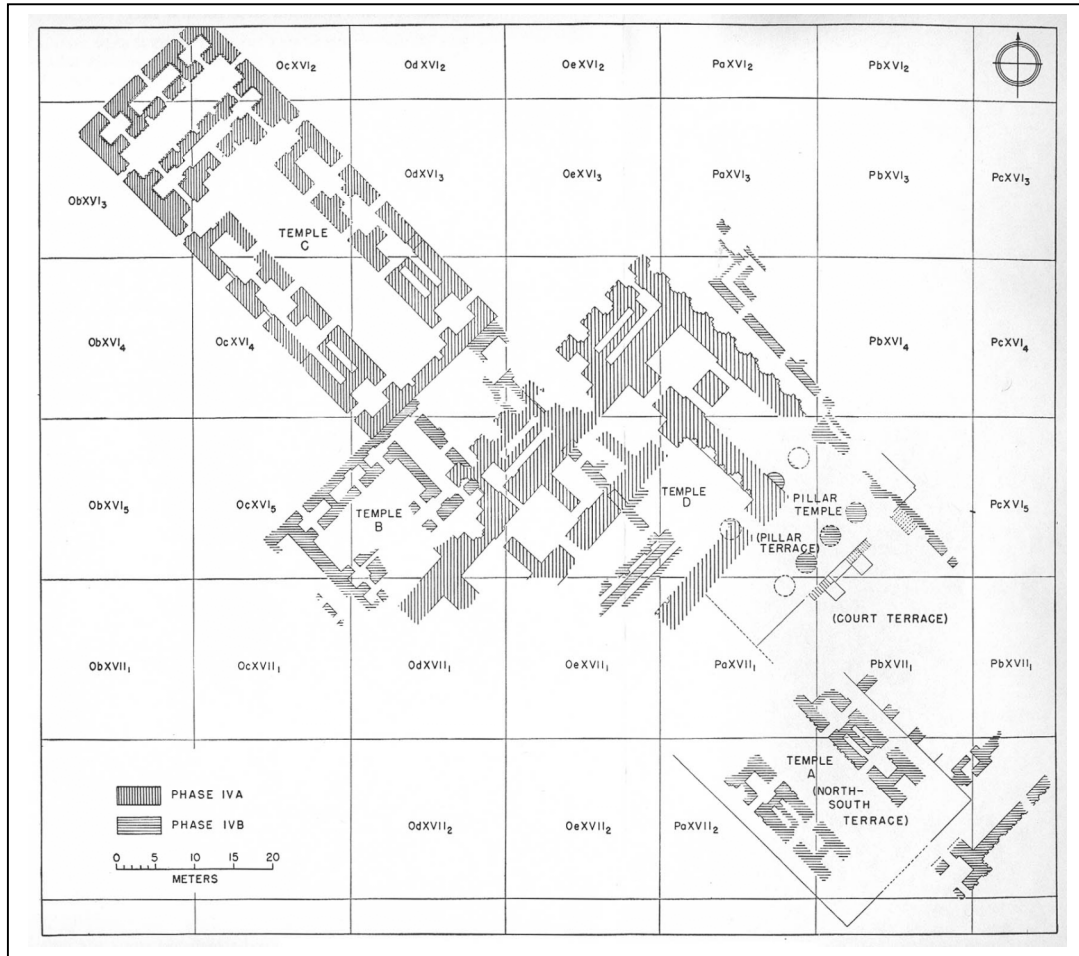 OcXVI2 OdXVI2 OeXVI2 PaXVI2 PbXVI2
ObXVI3 OdXVI3 OeXVI3 PaXVI3 PbXVI3 PcXVI3
TEMPLE
C
ObXVI4 OcXVI4 PbXVI4 PcXVI4
ObXVI5 OcXVI5 PcXVI5
TEMPLE
B
TEMPLE
D
PILLAR
TEMPLE
(PILLAR
TERRACE)
(COURT TERRACE)
ObXVII1 OcXVII1 OdXVII1 OeXVII1 PaXVII1 PbXVII1 PbXVII1
TEMPLE
A
(NORTH-
SOUTH
TERRACE)
OdXVII2 OeXVII2 PaXVII2
PHASE IVA
PHASE IVB
0 5 10 15 20
METERS